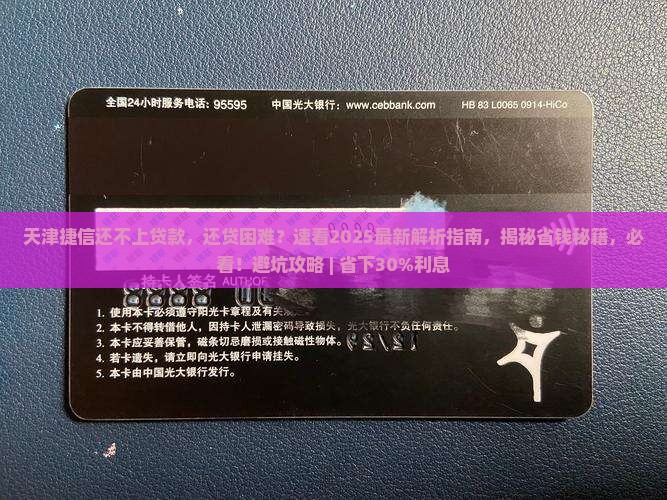 全国24小时服务电话: 95595 中国光大银行: www.cebbank.com HB 83 L0065 0914-HiCo
天津捷信还不上贷款，还贷困难？速看2025最新解析指南，揭秘省钱秘籍，必
看！避坑攻略 | 省下30%利息
持卡人签名
1. 使用本卡必须遵守阳光卡章程及有关
2. 本卡不得转借他人，因持卡人泄漏密码导致损失，光大银行不负任何责任。
3. 本卡应妥善保管，磁条切忌磨损或接触磁性物体。
4. 若卡遗失，请立即向光大银行申请挂失。
5. 本卡由中国光大银行发行。